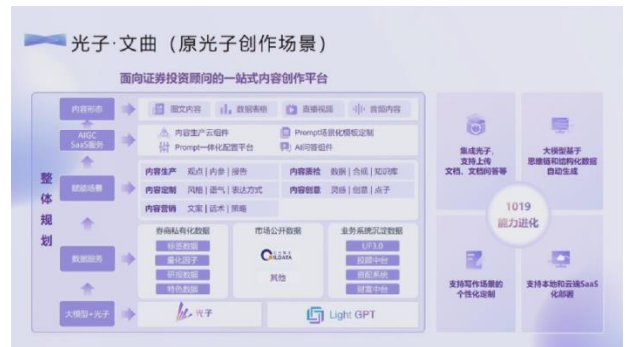 光子·文曲（原光子创作场景）
面向证券投资顾问的一站式内容创作平台
整体规划
内容形态
图文内容
数据表格
直播视频
音频内容
AIGC
SaaS服务
内容生产云组件
Prompt场景化模板定制
Prompt一体化配置平台
AI问答组件
赋能场景
内容生产 观点 | 内参 | 报告
内容质检 数据 | 合规 | 知识库
内容定制 风格 | 语气 | 表达方式
内容创意 灵感 | 创意 | 点子
内容营销 文案 | 话术 | 策略
数据服务
券商私有化数据
标签数据
量化因子
研报数据
特色数据
市场公开数据
GILDATA
其他
业务系统沉淀数据
UF3.0
投顾中台
资配系统
财富中台
大模型+光子
光子
Light GPT
集成光子，
支持上传
文档、文档问答等
大模型基于
思维链和结构化数据
自动生成
1019
能力进化
支持写作场景的
个性化定制
支持本地和云端SaaS
化部署